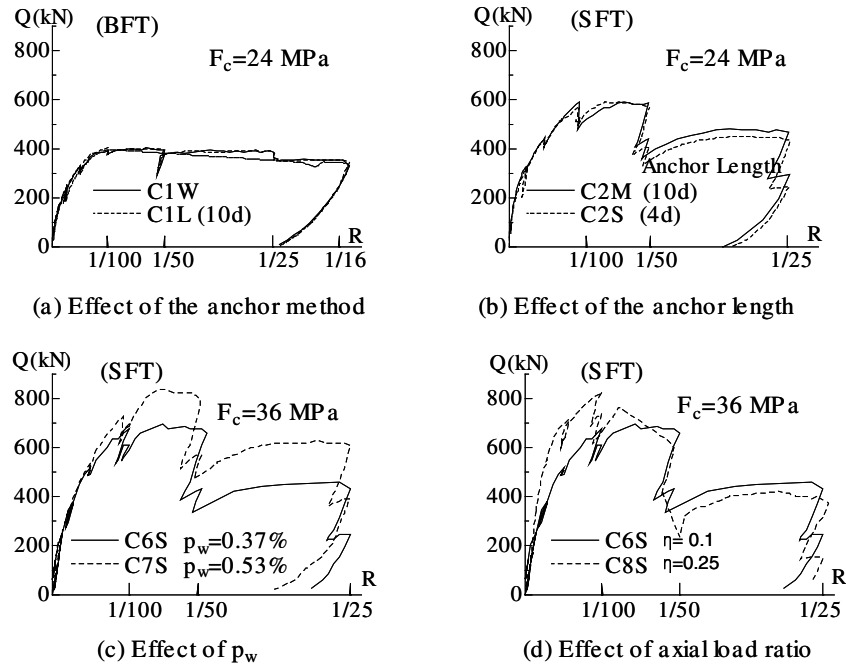 Q(kN)
(BFT)
F_c=24 MPa
800
600
400
200
0
C1W
C1L (10d)
R
1/100 1/50 1/25 1/16
(a) Effect of the anchor method
Q(kN)
(SFT)
F_c=24 MPa
800
600
400
200
0
Anchor Length
C2M (10d)
C2S (4d)
R
1/100 1/50 1/25
(b) Effect of the anchor length
Q(kN)
(SFT)
F_c=36 MPa
800
600
400
200
0
C6S p_w=0.37%
C7S p_w=0.53%
R
1/100 1/50 1/25
(c) Effect of p_w
Q(kN)
(SFT)
F_c=36 MPa
800
600
400
200
0
C6S η= 0.1
C8S η=0.25
R
1/100 1/50 1/25
(d) Effect of axial load ratio